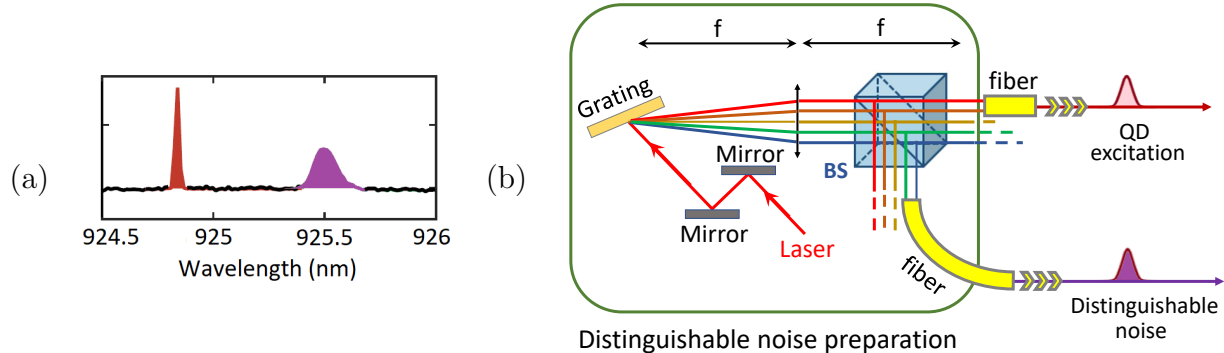 (a)
924.5 925 925.5 926
Wavelength (nm)
(b)
f f
Grating
Mirror
Mirror
Laser
BS
fiber
QD
excitation
fiber
Distinguishable
noise
Distinguishable noise preparation